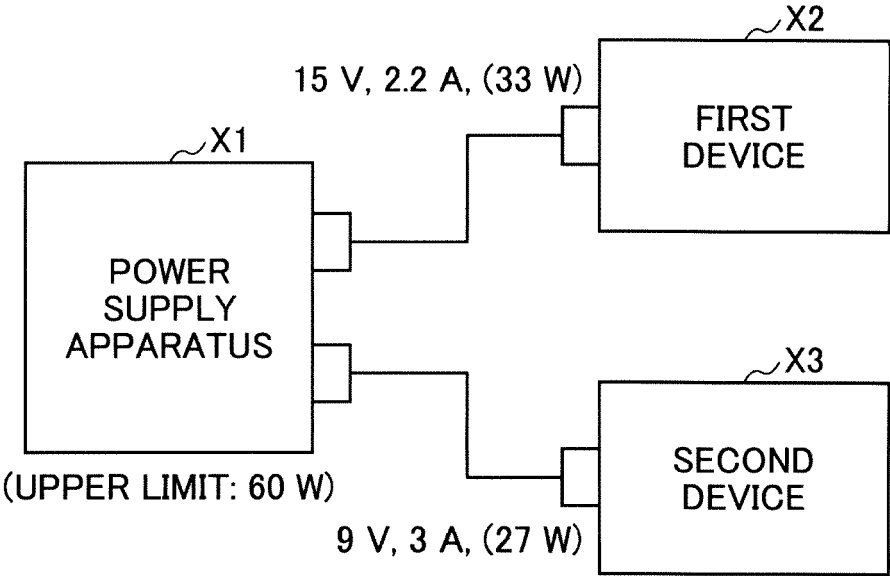 X2
15 V, 2.2 A, (33 W)
FIRST
DEVICE
X1
POWER
SUPPLY
APPARATUS
(UPPER LIMIT: 60 W)
X3
SECOND
DEVICE
9 V, 3 A, (27 W)